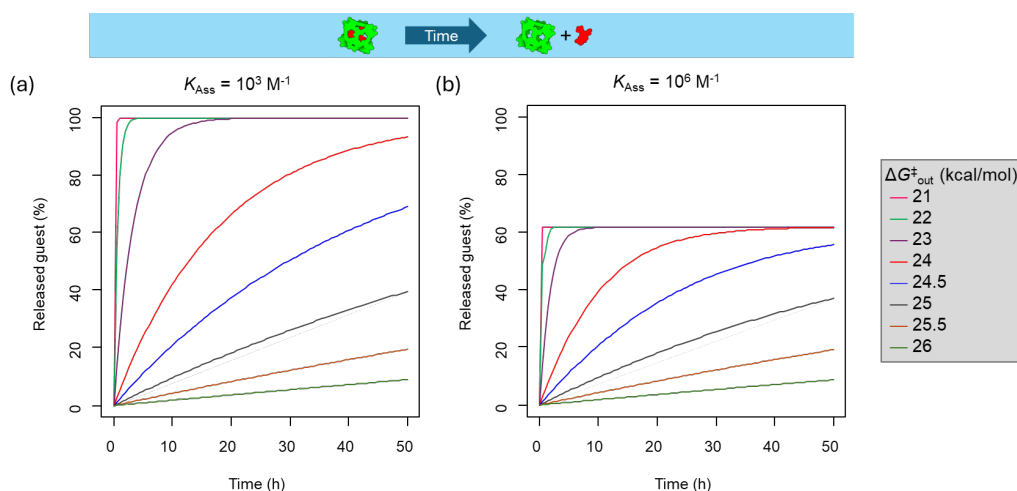 Time
+
(a)
K_Ass = 10³ M⁻¹
Released guest (%)
100
80
60
40
20
0
0 10 20 30 40 50
Time (h)
(b)
K_Ass = 10⁶ M⁻¹
Released guest (%)
100
80
60
40
20
0
0 10 20 30 40 50
Time (h)
ΔG‡out (kcal/mol)
21
22
23
24
24.5
25
25.5
26